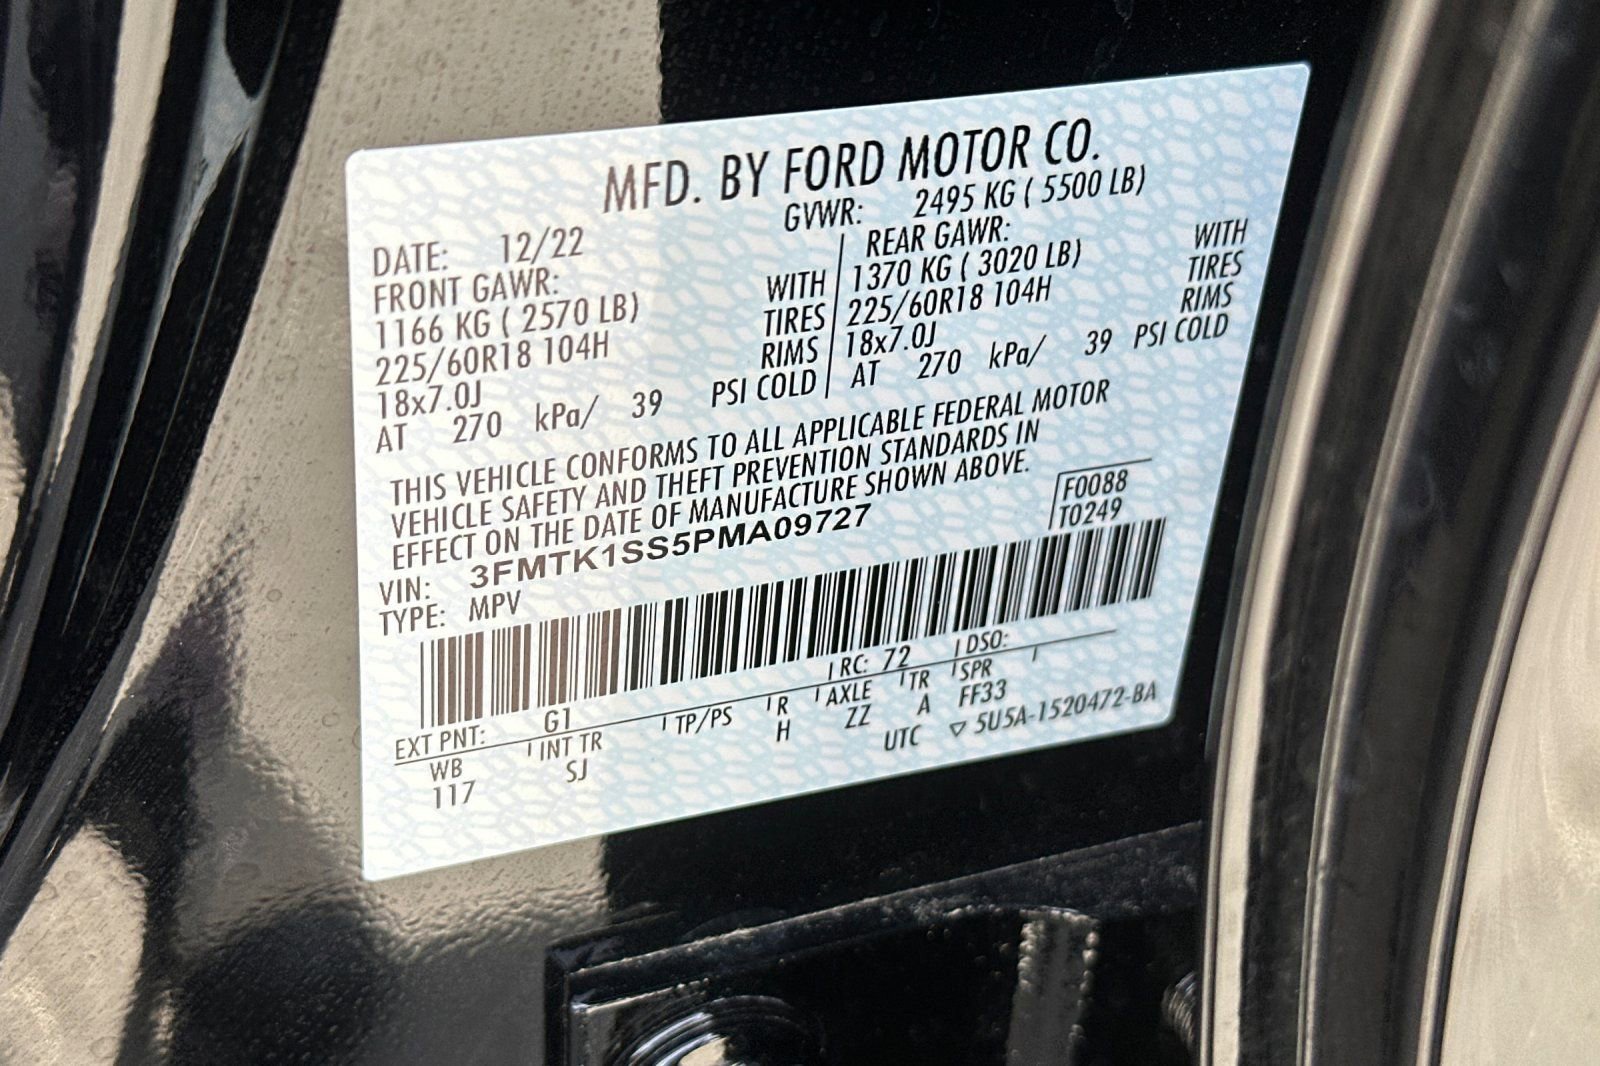 MFD. BY FORD MOTOR CO.
GVWR: 2495 KG ( 5500 LB)
DATE: 12/22
FRONT GAWR:
1166 KG ( 2570 LB) WITH
225/60R18 104H TIRES
18x7.0J RIMS
AT 270 kPa/ 39 PSI COLD
REAR GAWR:
1370 KG ( 3020 LB) WITH
225/60R18 104H TIRES
18x7.0J RIMS
AT 270 kPa/ 39 PSI COLD
THIS VEHICLE CONFORMS TO ALL APPLICABLE FEDERAL MOTOR
VEHICLE SAFETY AND THEFT PREVENTION STANDARDS IN
EFFECT ON THE DATE OF MANUFACTURE SHOWN ABOVE.
VIN: 3FMTK1SS5PMA09727
TYPE: MPV
F0088
T0249
EXT PNT: G1 RC: 72 DSO:
WB INT TR TP/PS R AXLE TR SPR
117 SJ H ZZ A FF33
UTC ▽ 5U5A-1520472-BA